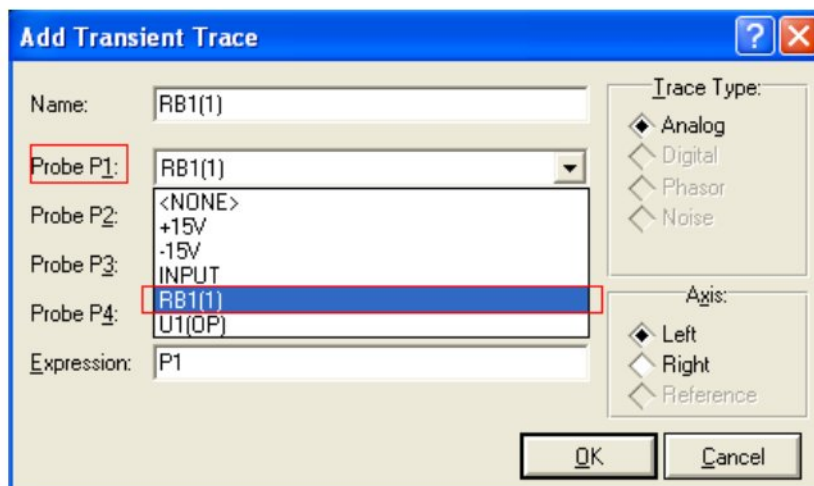 Add Transient Trace
Name: RB1(1)
Probe P1: RB1(1)
<NONE>
+15V
-15V
INPUT
RB1(1)
U1(OP)
Probe P2:
Probe P3:
Probe P4:
Expression: P1
Trace Type:
Analog
Digital
Phasor
Noise
Axis:
Left
Right
Reference
OK
Cancel